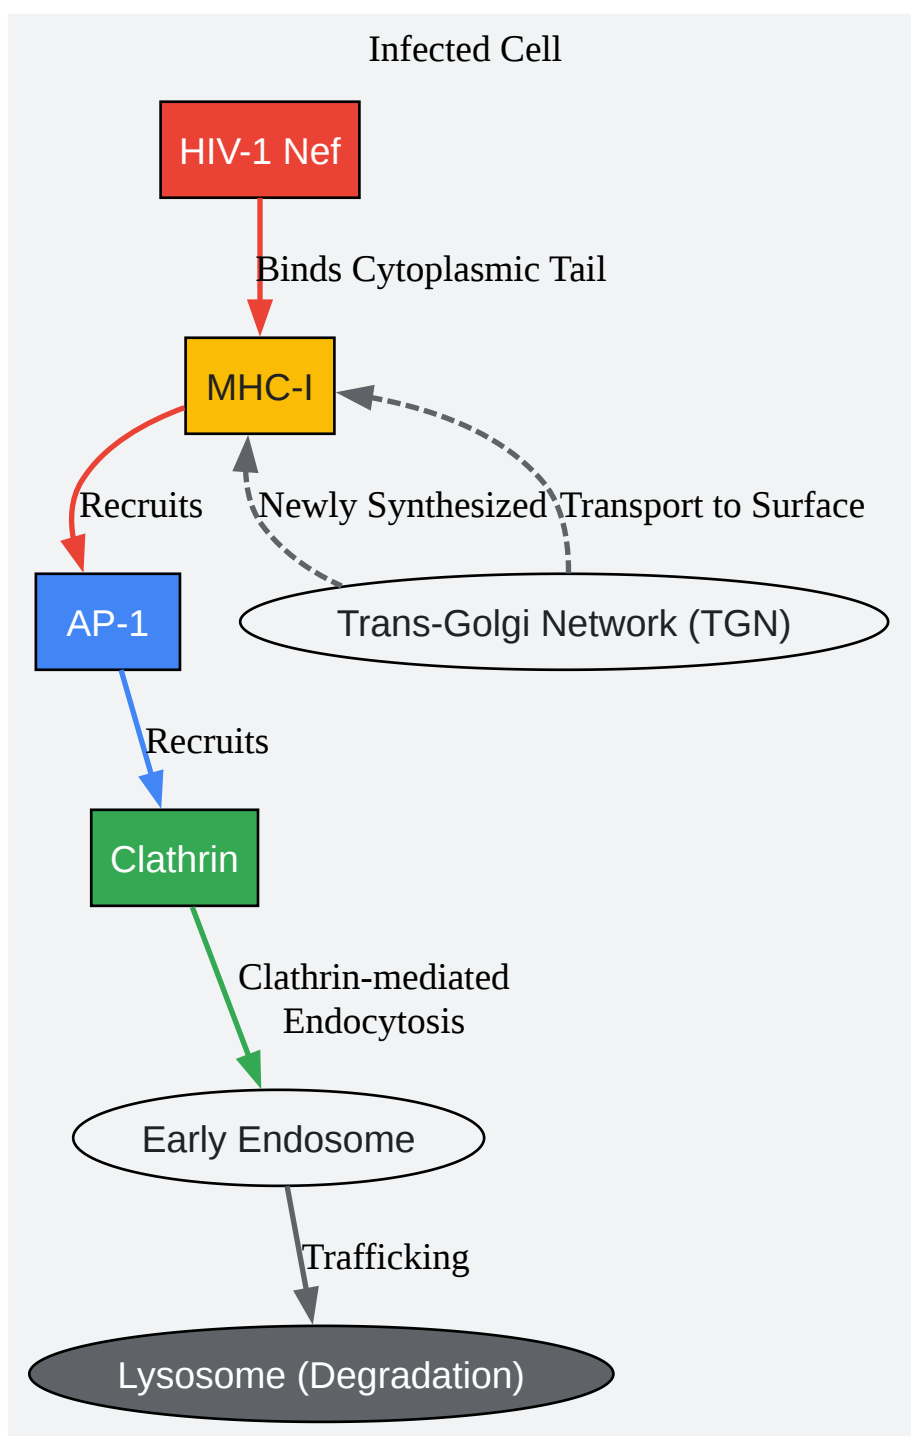 Infected Cell
HIV-1 Nef
Binds Cytoplasmic Tail
MHC-I
Recruits
Newly Synthesized
Transport to Surface
AP-1
Trans-Golgi Network (TGN)
Recruits
Clathrin
Clathrin-mediated
Endocytosis
Early Endosome
Trafficking
Lysosome (Degradation)